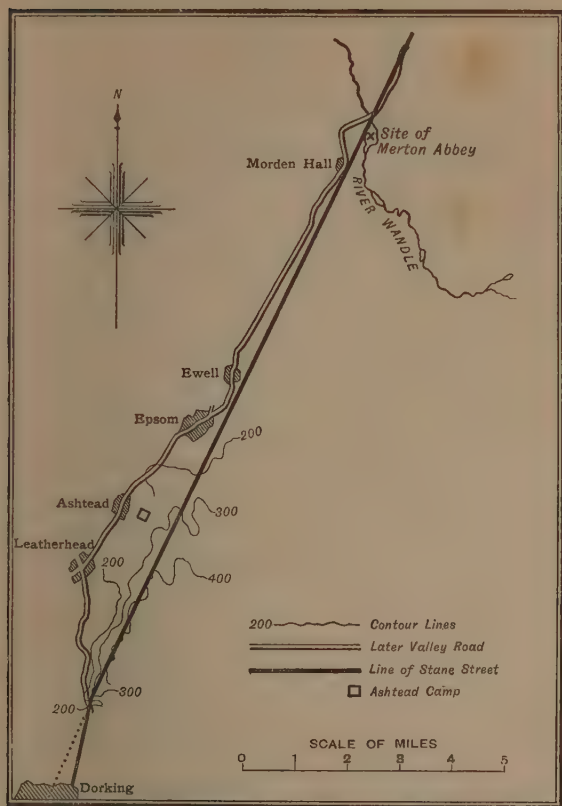 N
Site of
Merton Abbey
Morden Hall
RIVER WANDLE
Ewell
Epsom
200
Ashtead
300
Leatherhead
200
400
200 Contour Lines
Later Valley Road
Line of Stane Street
Ashtead Camp
300
200
SCALE OF MILES
0 1 2 3 4 5
Dorking